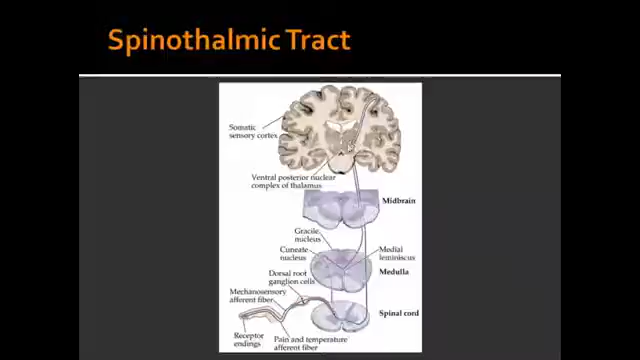 Spinothalmic Tract
Somatic
sensory cortex
Ventral posterior nuclear
complex of thalamus
Midbrain
Gracile
nucleus
Cuneate
nucleus
Medial
leminiscus
Medulla
Dorsal root
ganglion cells
Mechanosensory
afferent fiber
Spinal cord
Receptor
endings
Pain and temperature
afferent fiber